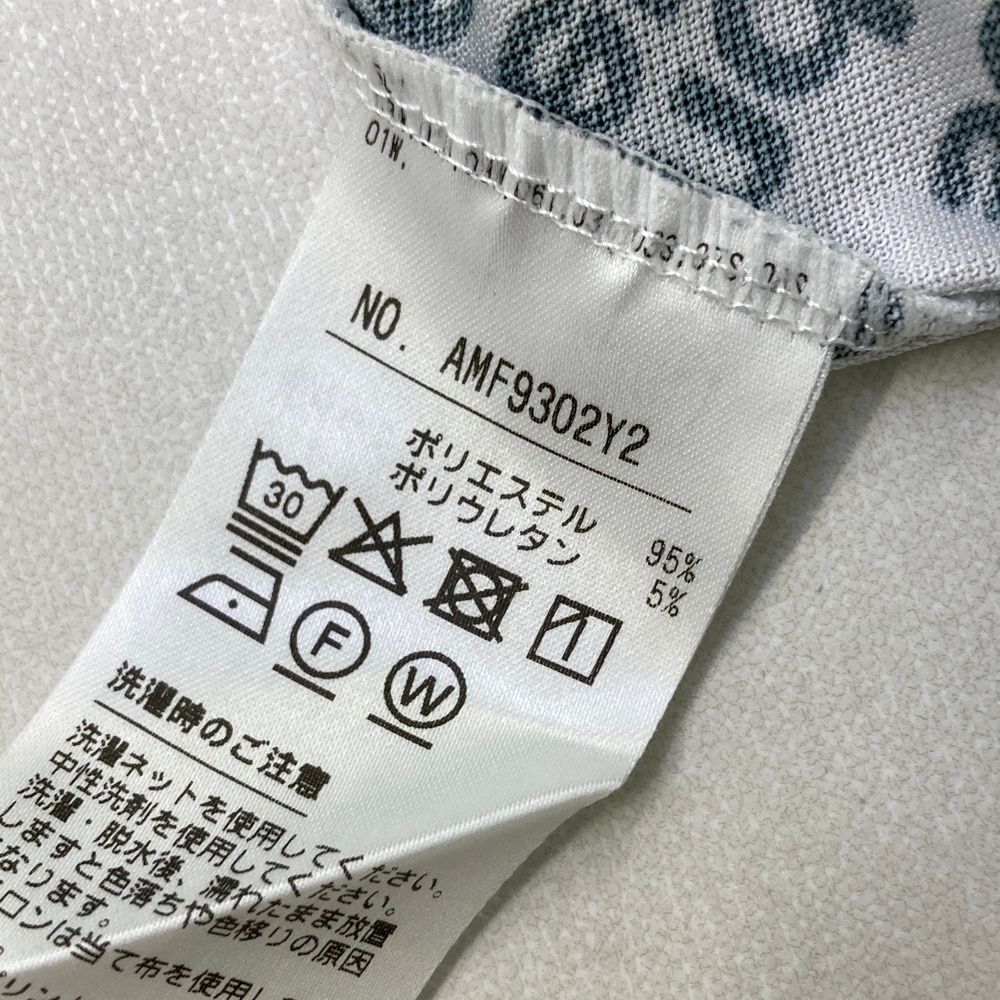 01W.
NO. AMF9302Y2
ポリエステル 95%
ポリウレタン 5%
30
F
W
洗濯時のご注意
洗濯ネットを使用してください。
中性洗剤を使用してください。
洗濯・脱水後、濡れたまま放置
しますと色落ちや色移りの原因
なります。
ロンは当て布を使用し